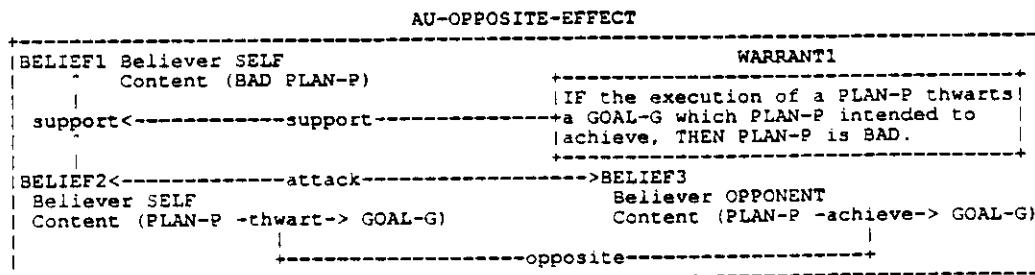 AU-OPPOSITE-EFFECT
BELIEF1 Believer SELF
WARRANT1
Content (BAD PLAN-P)
IF the execution of a PLAN-P thwarts
support<------------support---------------+a GOAL-G which PLAN-P intended to
achieve, THEN PLAN-P is BAD.
BELIEF2<-------------attack----------------->BELIEF3
Believer SELF
Believer OPPONENT
Content (PLAN-P -thwart-> GOAL-G)
Content (PLAN-P -achieve-> GOAL-G)
opposite